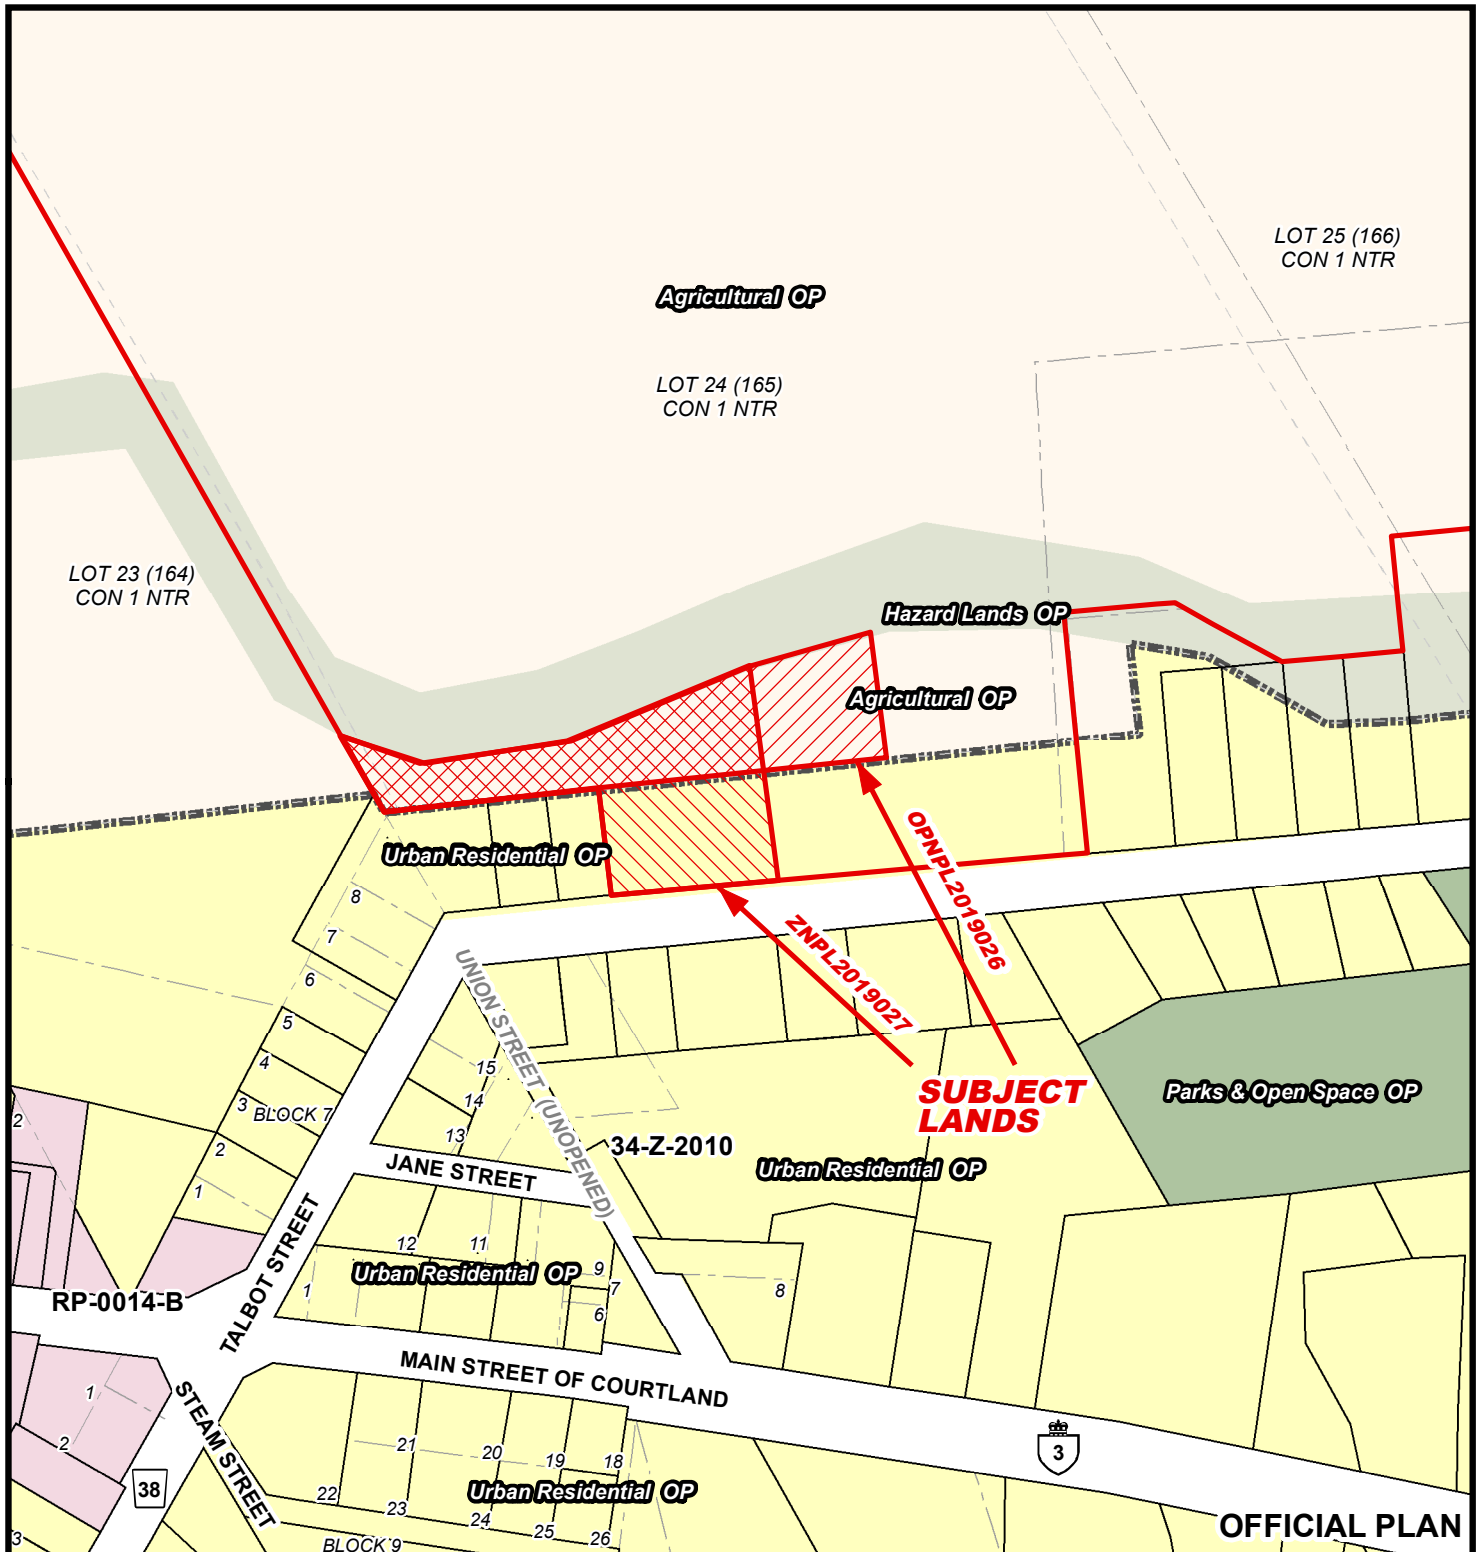 LOT 25 (166)
CON 1 NTR
Agricultural OP
LOT 24 (165)
CON 1 NTR
LOT 23 (164)
CON 1 NTR
Hazard Lands OP
Agricultural OP
OPNPL2019026
Urban Residential OP
8
7
6
5
4
3
BLOCK 7
2
1
2
ZNPL2019027
UNION STREET (UNOPENED)
15
14
13
SUBJECT
LANDS
Parks & Open Space OP
34-Z-2010
JANE STREET
Urban Residential OP
TALBOT STREET
12
11
Urban Residential OP
1
9
7
6
8
RP-0014-B
MAIN STREET OF COURTLAND
1
2
STEAM STREET
3
38
21
20
19
18
3
22
23
24
25
26
Urban Residential OP
BLOCK 9
OFFICIAL PLAN